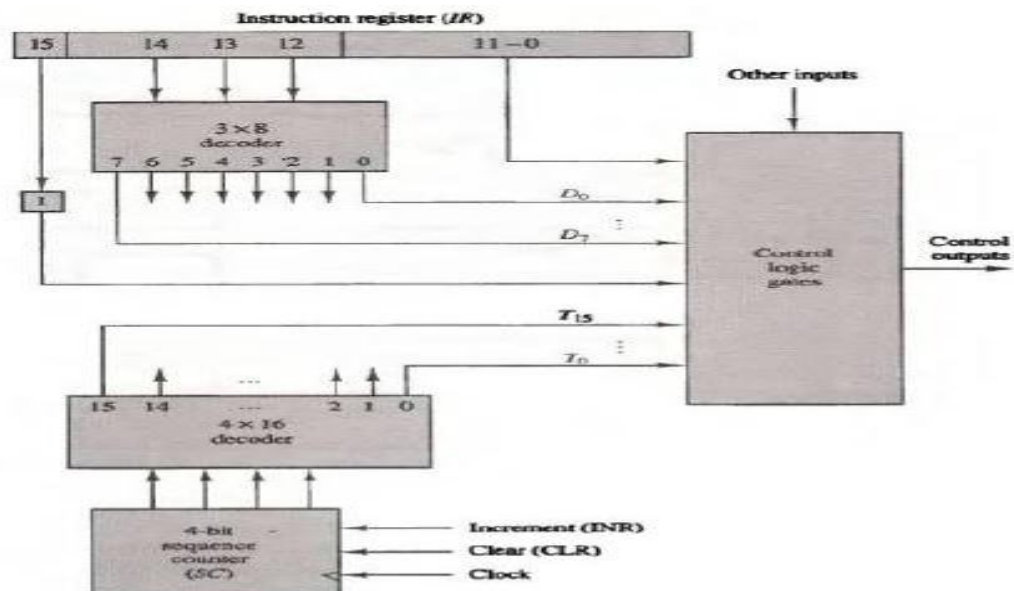 Instruction register (IR)
15 14 13 12 11 – 0
Other inputs
3 × 8
decoder
7 6 5 4 3 2 1 0
I
D0
⋮
D7
Control
logic
gates
Control
outputs
T15
⋮
T0
15 14 ... 2 1 0
4 × 16
decoder
4-bit
sequence
counter
(SC)
Increment (INR)
Clear (CLR)
Clock